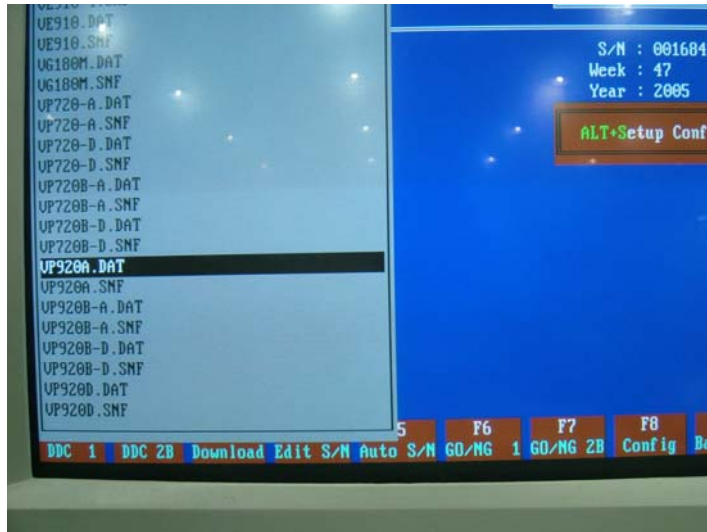 VE910.DAT
VE910.SNF
VG180M.DAT
VG180M.SNF
VP720-A.DAT
VP720-A.SNF
VP720-D.DAT
VP720-D.SNF
VP720B-A.DAT
VP720B-A.SNF
VP720B-D.DAT
VP720B-D.SNF
VP920A.DAT
VP920A.SNF
VP920B-A.DAT
VP920B-A.SNF
VP920B-D.DAT
VP920B-D.SNF
VP920D.DAT
VP920D.SNF
S/N : 001684
Week : 47
Year : 2005
ALT+Setup Conf
5 F6 F7 F8
DDC 1 DDC 2B Download Edit S/N Auto S/N GO/NG 1 GO/NG 2B Config